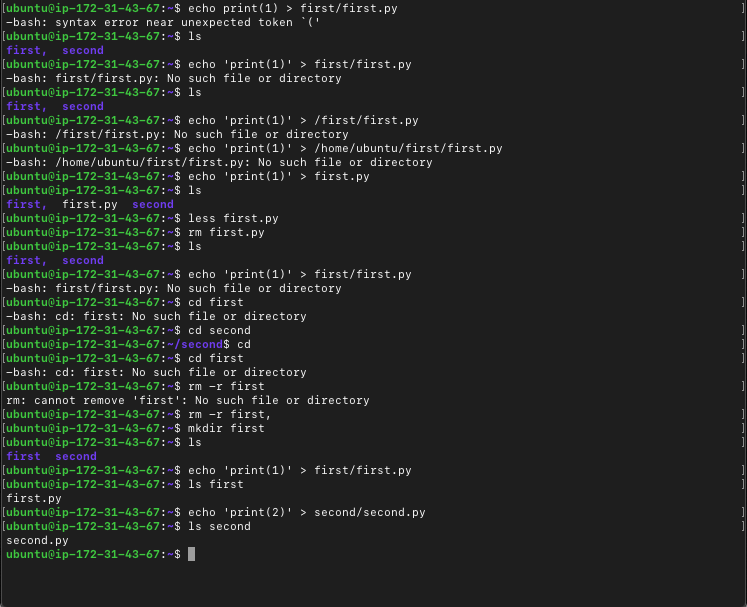 [ubuntu@ip-172-31-43-67:~$ echo print(1) > first/first.py ]
-bash: syntax error near unexpected token `('
[ubuntu@ip-172-31-43-67:~$ ls ]
first,  second
[ubuntu@ip-172-31-43-67:~$ echo 'print(1)' > first/first.py ]
-bash: first/first.py: No such file or directory
[ubuntu@ip-172-31-43-67:~$ ls ]
first,  second
[ubuntu@ip-172-31-43-67:~$ echo 'print(1)' > /first/first.py ]
-bash: /first/first.py: No such file or directory
[ubuntu@ip-172-31-43-67:~$ echo 'print(1)' > /home/ubuntu/first/first.py ]
-bash: /home/ubuntu/first/first.py: No such file or directory
[ubuntu@ip-172-31-43-67:~$ echo 'print(1)' > first.py ]
[ubuntu@ip-172-31-43-67:~$ ls ]
first,  first.py  second
[ubuntu@ip-172-31-43-67:~$ less first.py ]
[ubuntu@ip-172-31-43-67:~$ rm first.py ]
[ubuntu@ip-172-31-43-67:~$ ls ]
first,  second
[ubuntu@ip-172-31-43-67:~$ echo 'print(1)' > first/first.py ]
-bash: first/first.py: No such file or directory
[ubuntu@ip-172-31-43-67:~$ cd first ]
-bash: cd: first: No such file or directory
[ubuntu@ip-172-31-43-67:~$ cd second ]
[ubuntu@ip-172-31-43-67:~/second$ cd ]
[ubuntu@ip-172-31-43-67:~$ cd first ]
-bash: cd: first: No such file or directory
[ubuntu@ip-172-31-43-67:~$ rm -r first ]
rm: cannot remove 'first': No such file or directory
[ubuntu@ip-172-31-43-67:~$ rm -r first, ]
[ubuntu@ip-172-31-43-67:~$ mkdir first ]
[ubuntu@ip-172-31-43-67:~$ ls ]
first  second
[ubuntu@ip-172-31-43-67:~$ echo 'print(1)' > first/first.py ]
[ubuntu@ip-172-31-43-67:~$ ls first ]
first.py
[ubuntu@ip-172-31-43-67:~$ echo 'print(2)' > second/second.py ]
[ubuntu@ip-172-31-43-67:~$ ls second ]
second.py
ubuntu@ip-172-31-43-67:~$